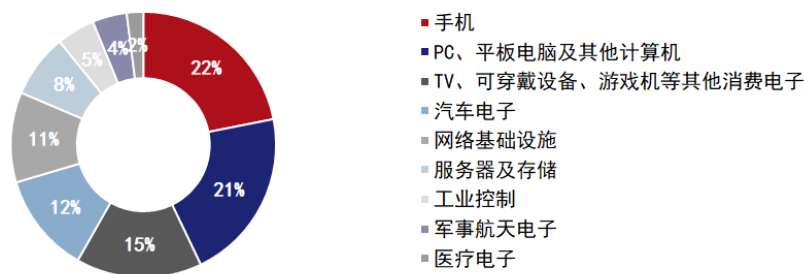 22%
21%
15%
12%
11%
8%
5%
4%
2%
手机
PC、平板电脑及其他计算机
TV、可穿戴设备、游戏机等其他消费电子
汽车电子
网络基础设施
服务器及存储
工业控制
军事航天电子
医疗电子